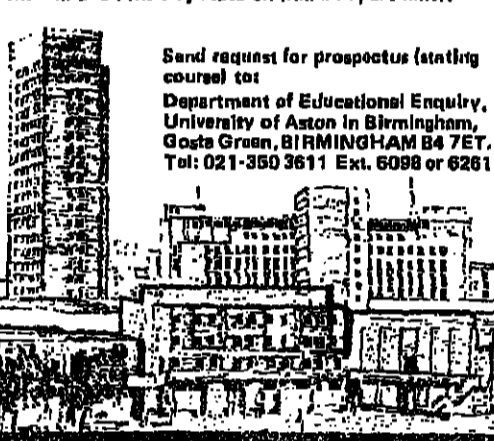 Send request for prospectus (stating
course) to:
Department of Educational Enquiry,
University of Aston in Birmingham,
Gosta Green, BIRMINGHAM B4 7ET.
Tel: 021-350 3611 Ext. 6098 or 6261